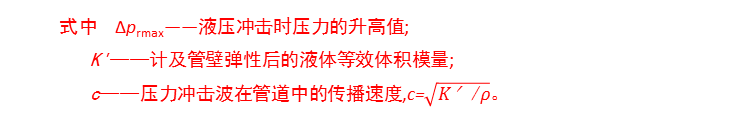 式中 Δpᵣₘₐₓ——液压冲击时压力的升高值;
K′——计及管壁弹性后的液体等效体积模量;
c——压力冲击波在管道中的传播速度,c=√(K′/ρ)。